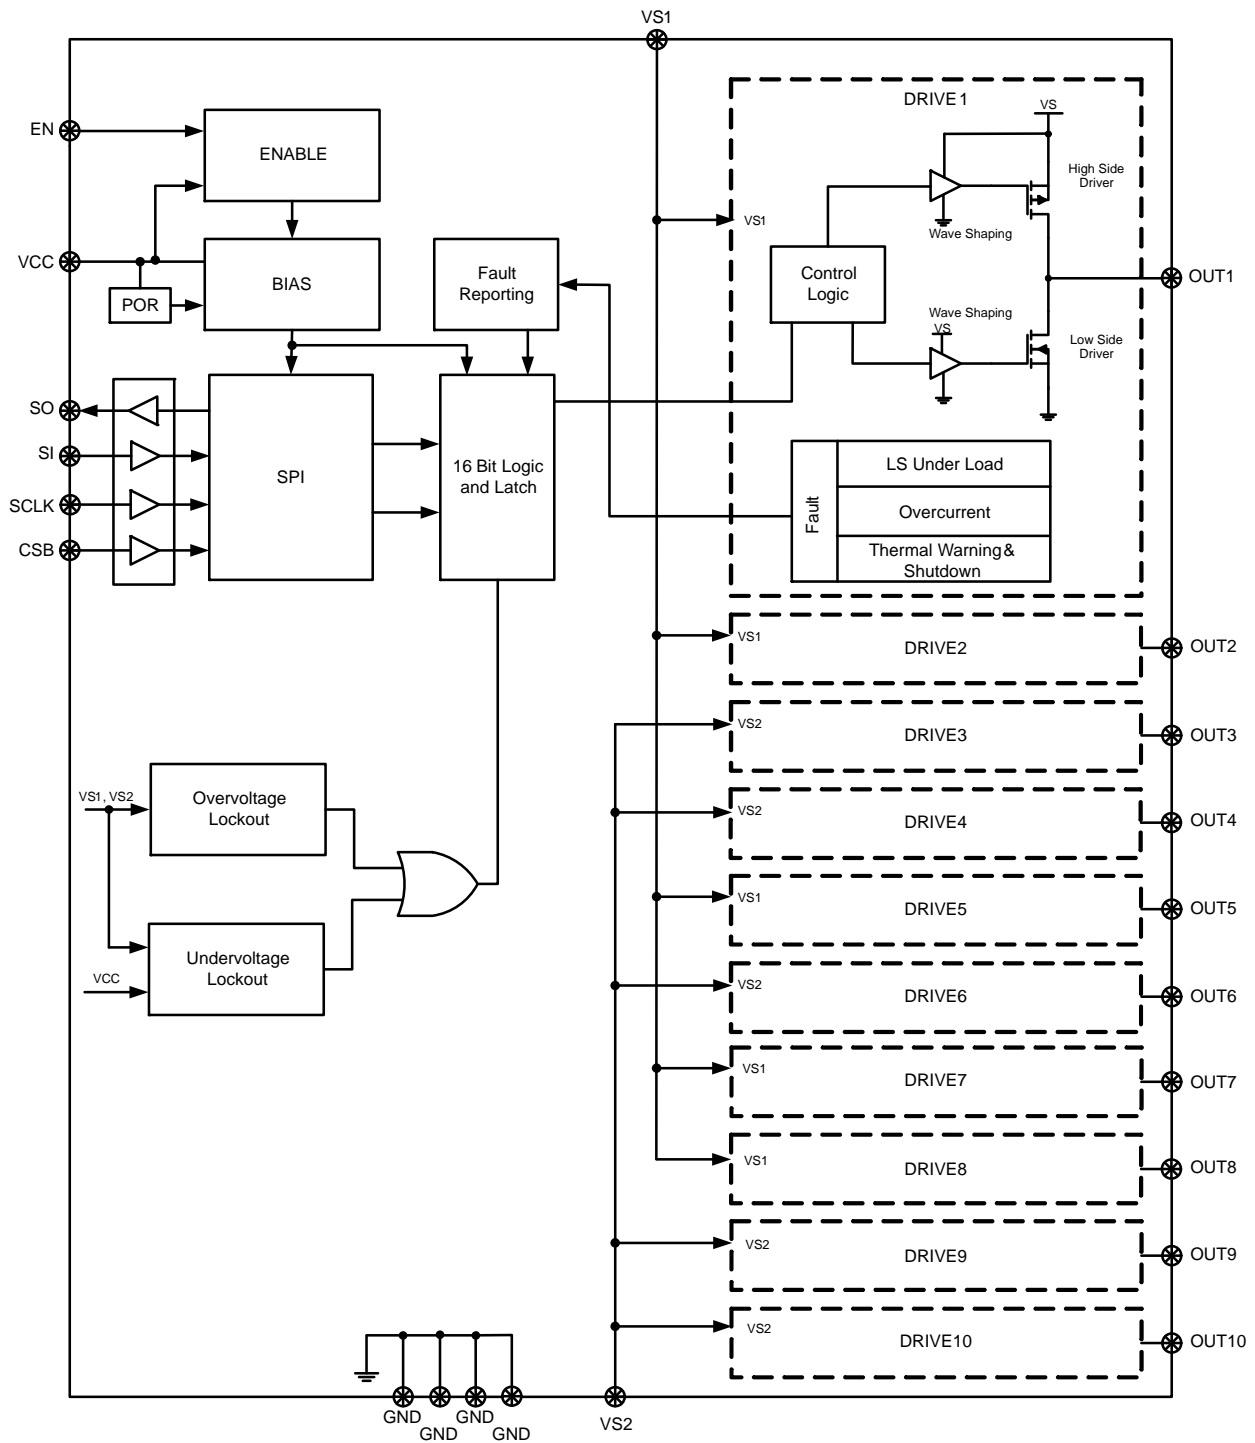 VS1
DRIVE1
VS
EN
ENABLE
High Side
Driver
VS1
Wave Shaping
VCC
BIAS
Fault
Reporting
Control
Logic
OUT1
POR
Wave Shaping
VS
Low Side
Driver
SO
SI
SCLK
CSB
SPI
16 Bit Logic
and Latch
Fault
LS Under Load
Overcurrent
Thermal Warning &
Shutdown
VS1
DRIVE2
OUT2
VS2
DRIVE3
OUT3
VS1, VS2
Overvoltage
Lockout
VS2
DRIVE4
OUT4
VS1
DRIVE5
OUT5
Undervoltage
Lockout
VCC
VS2
DRIVE6
OUT6
VS1
DRIVE7
OUT7
VS1
DRIVE8
OUT8
VS2
DRIVE9
OUT9
VS2
DRIVE10
OUT10
GND
GND
GND
GND
VS2